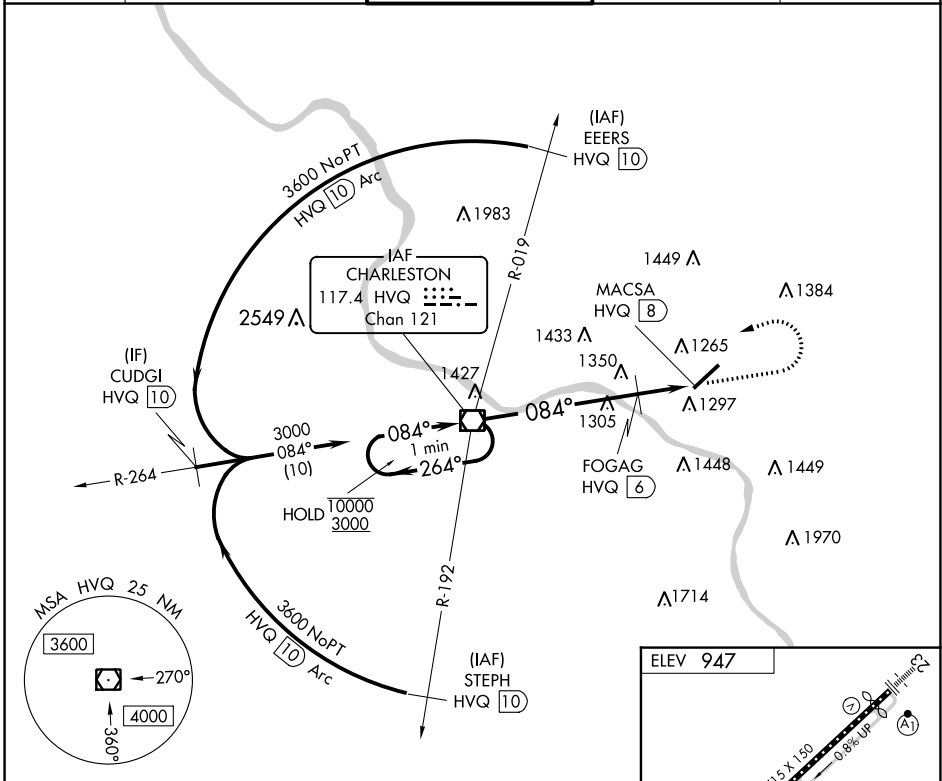 (IAF)
EEERS
HVQ 10
3600 NoPT
HVQ 10 Arc
1983
R-019
IAF
CHARLESTON
117.4 HVQ
Chan 121
1449
MACSA
HVQ 8
1384
2549
1433
1265
1350
(IF)
CUDGI
HVQ 10
1427
084°
1297
1305
3000
084°
(10)
084°
1 min
264°
R-264
FOGAG
HVQ 6
1448
1449
HOLD 10000
3000
1970
R-192
1714
3600 NoPT
HVQ 10 Arc
(IAF)
STEPH
HVQ 10
MSA HVQ 25 NM
3600
270°
4000
360°
ELEV 947
23
V
A1
0.8% UP
15 X 150